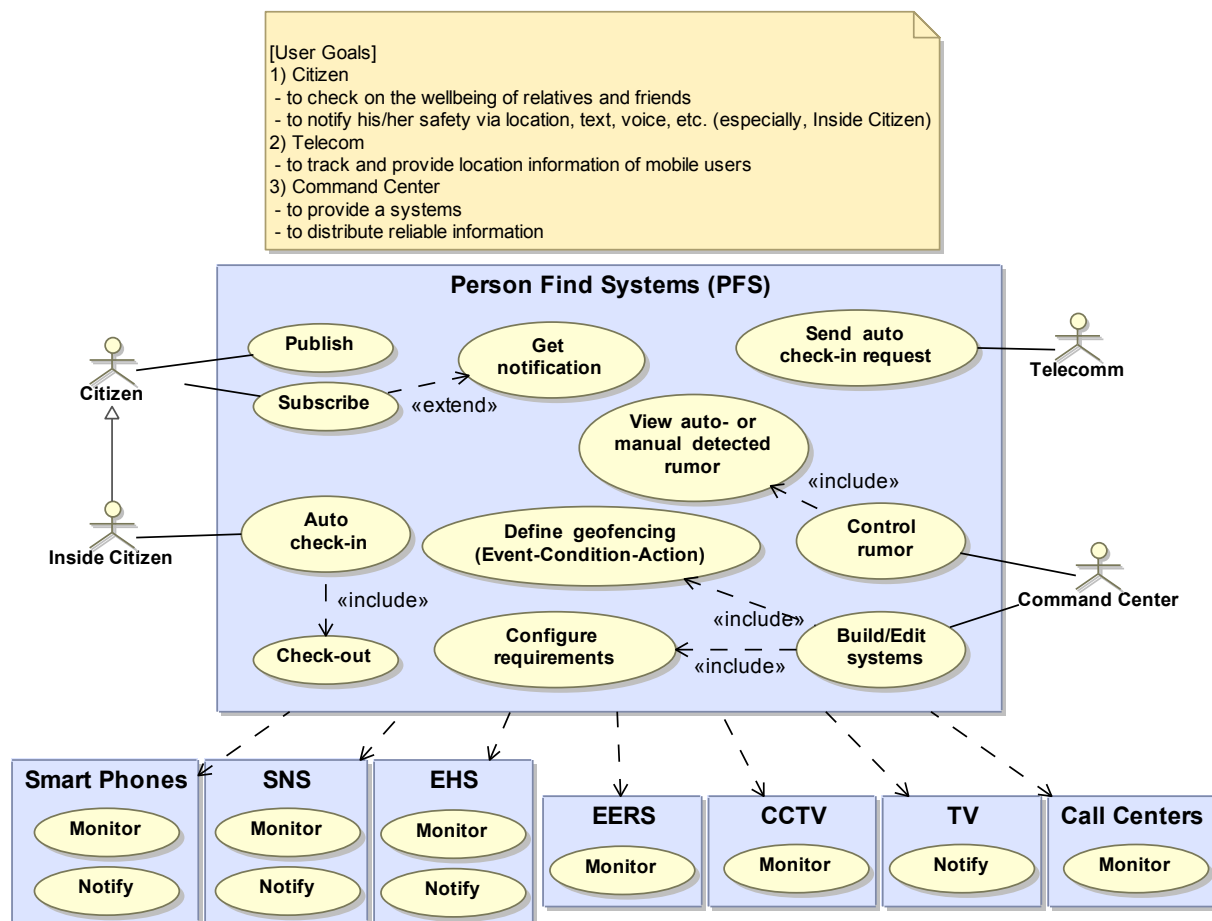 [User Goals]
1) Citizen
- to check on the wellbeing of relatives and friends
- to notify his/her safety via location, text, voice, etc. (especially, Inside Citizen)
2) Telecom
- to track and provide location information of mobile users
3) Command Center
- to provide a systems
- to distribute reliable information
Person Find Systems (PFS)
Publish
Get
notification
Send auto
check-in request
Citizen
Telecomm
Subscribe
«extend»
View auto- or
manual detected
rumor
«include»
Auto
check-in
Define geofencing
(Event-Condition-Action)
Control
rumor
Inside Citizen
Command Center
«include»
«include»
Configure
requirements
Build/Edit
systems
«include»
Check-out
Smart Phones
Monitor
Notify
SNS
Monitor
Notify
EHS
Monitor
Notify
EERS
Monitor
CCTV
Monitor
TV
Notify
Call Centers
Monitor